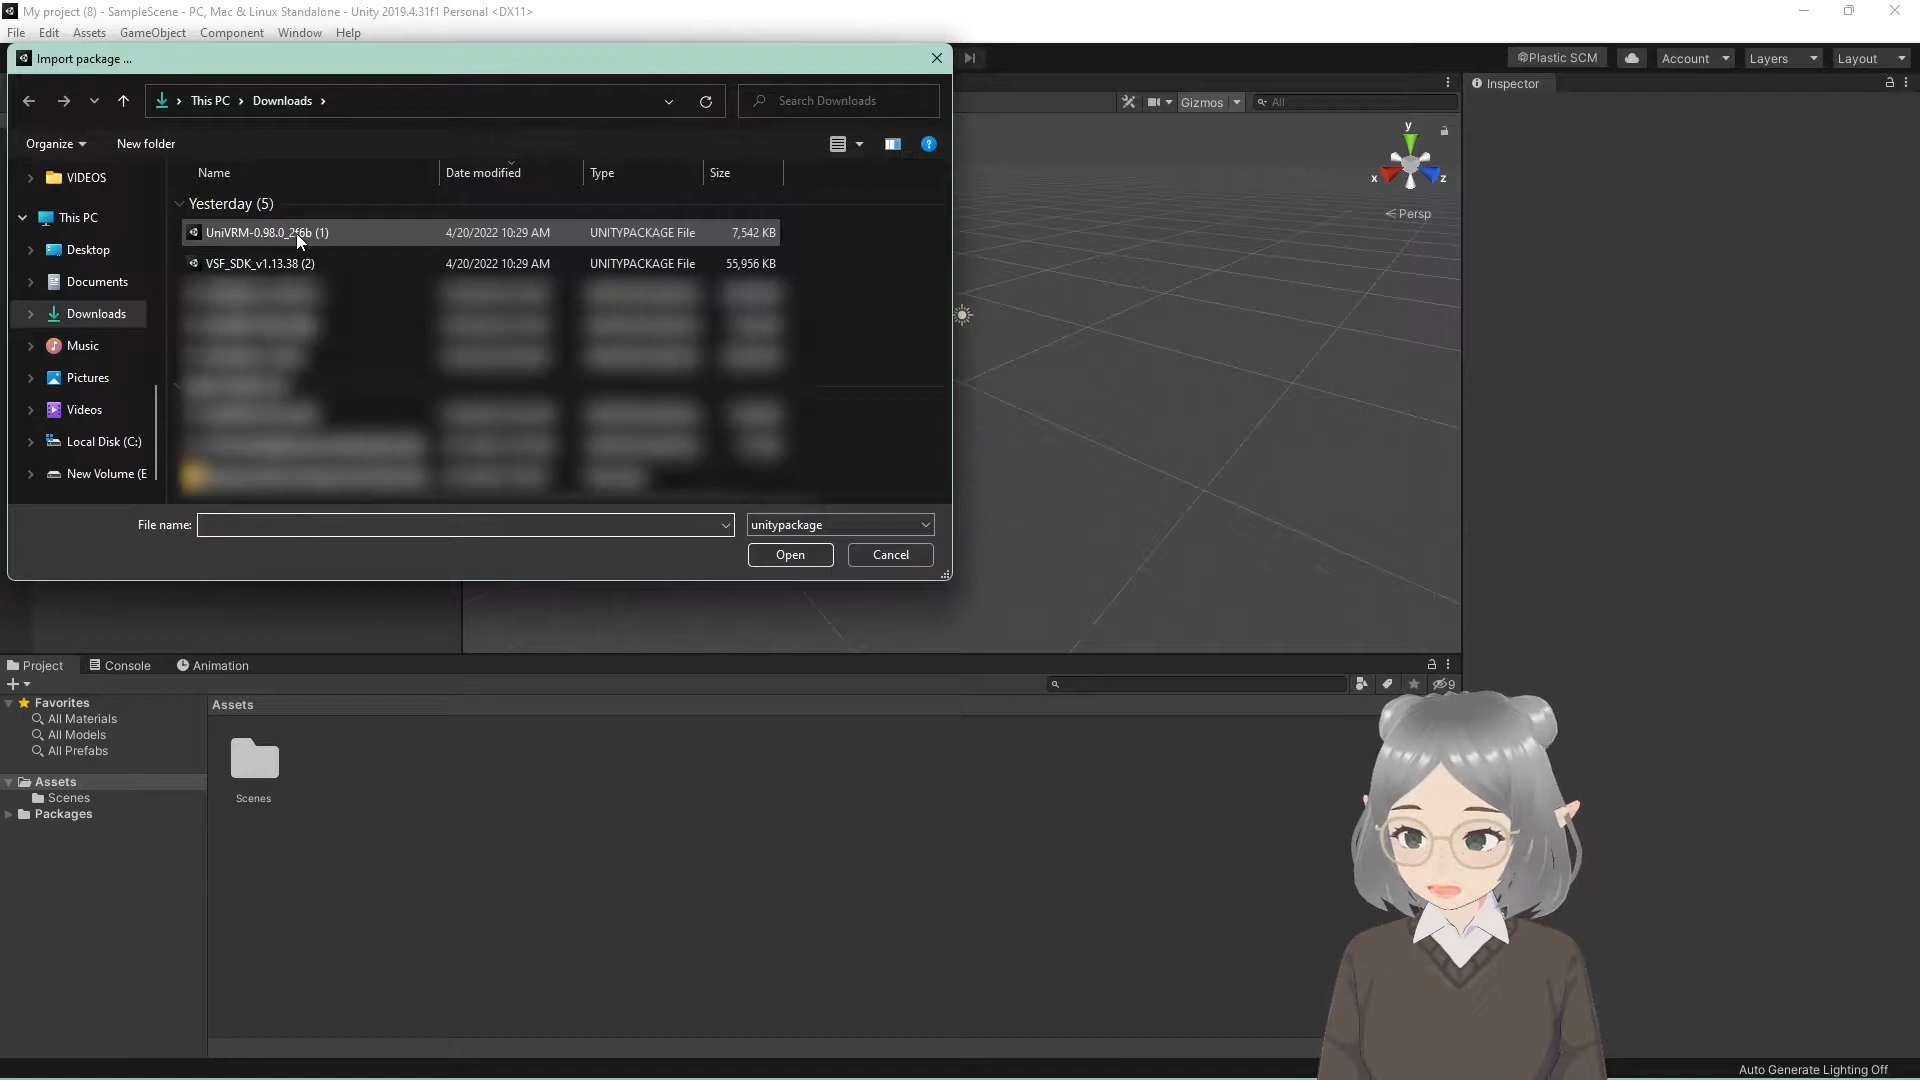 My project (8) - SampleScene - PC, Mac & Linux Standalone - Unity 2019.4.31f1 Personal <DX11>
File Edit Assets GameObject Component Window Help
Import package ...
Plastic SCM Account Layers Layout
This PC Downloads
Search Downloads
Gizmos All
Inspector
Organize New folder
Name Date modified Type Size
VIDEOS
Yesterday (5)
This PC
UniVRM-0.98.0_2f6b (1) 4/20/2022 10:29 AM UNITYPACKAGE File 7,542 KB
Desktop
VSF_SDK_v1.13.38 (2) 4/20/2022 10:29 AM UNITYPACKAGE File 55,956 KB
Documents
Downloads
Music
Pictures
Videos
Local Disk (C:)
New Volume (E
y
x
z
Persp
File name:
unitypackage
Open Cancel
Project Console Animation
9
Favorites
All Materials
All Models
All Prefabs
Assets
Scenes
Packages
Assets
Scenes
Auto Generate Lighting Off